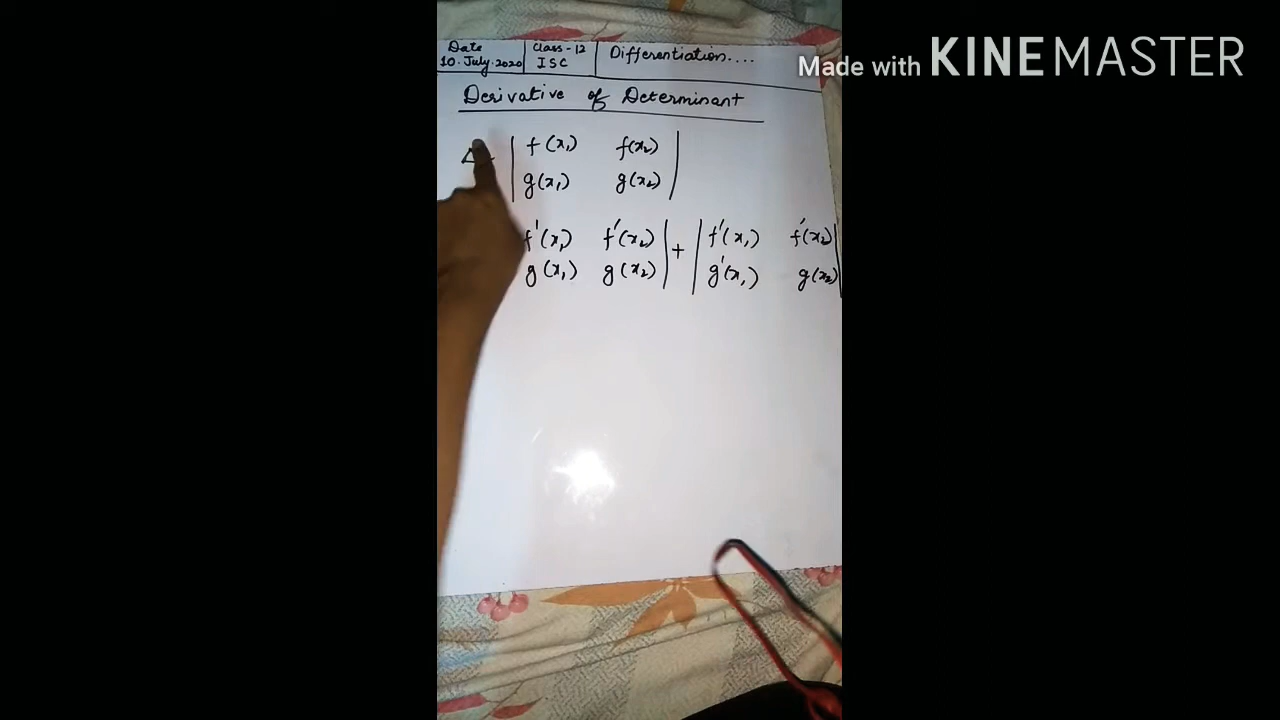 Made with KINEMASTER
Date
10.July.2020
Class-12
ISC
Differentiation....
Derivative of Determinant
f(x₁) f(x₂)
g(x₁) g(x₂)
f'(x₁) f'(x₂) + f'(x₁) f'(x₂)
g(x₁) g(x₂) g'(x₁) g(x₂)